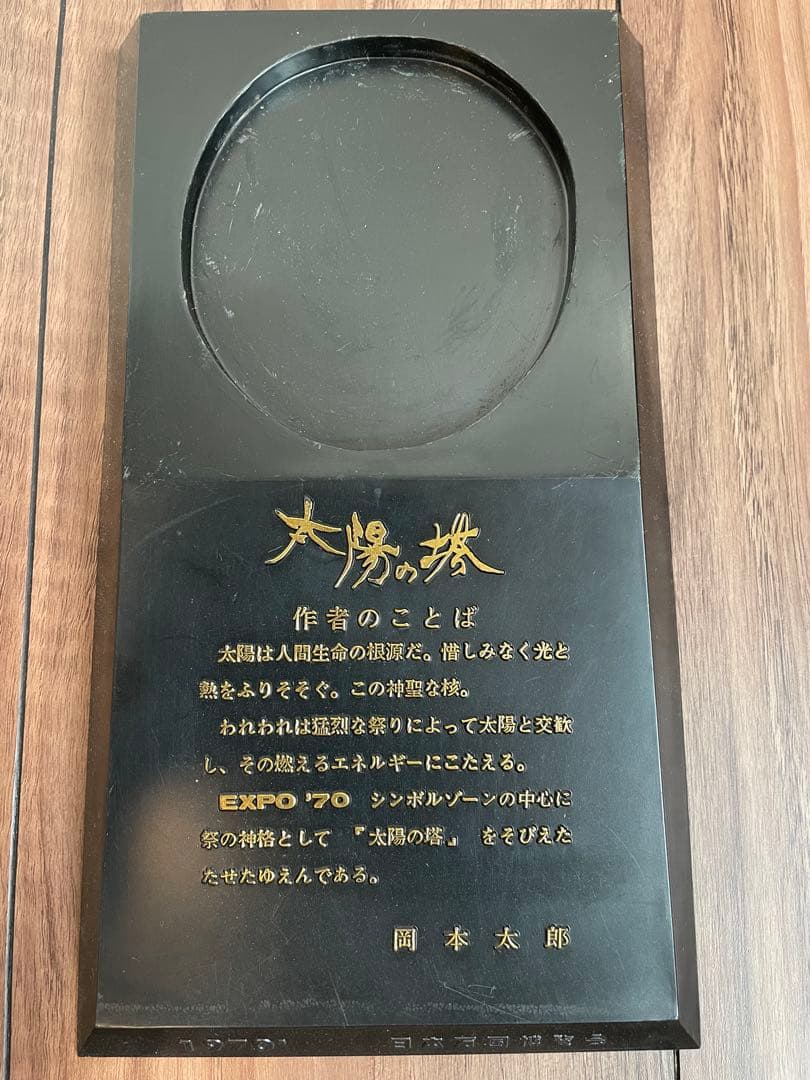 太陽の塔
作者のことば
太陽は人間生命の根源だ。惜しみなく光と
熱をふりそそぐ。この神聖な核。
われわれは猛烈な祭りによって太陽と交歓
し、その燃えるエネルギーにこたえる。
EXPO '70 シンボルゾーンの中心に
祭の神格として 『太陽の塔』 をそびえた
たせたゆえんである。
岡本太郎
1970